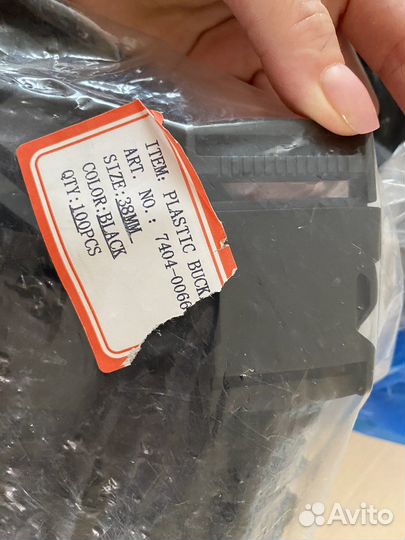 ITEM: PLASTIC BUCK
ART. NO.: 7404-0066
SIZE:38MM
COLOR:BLACK
QTY:100PCS
Avito